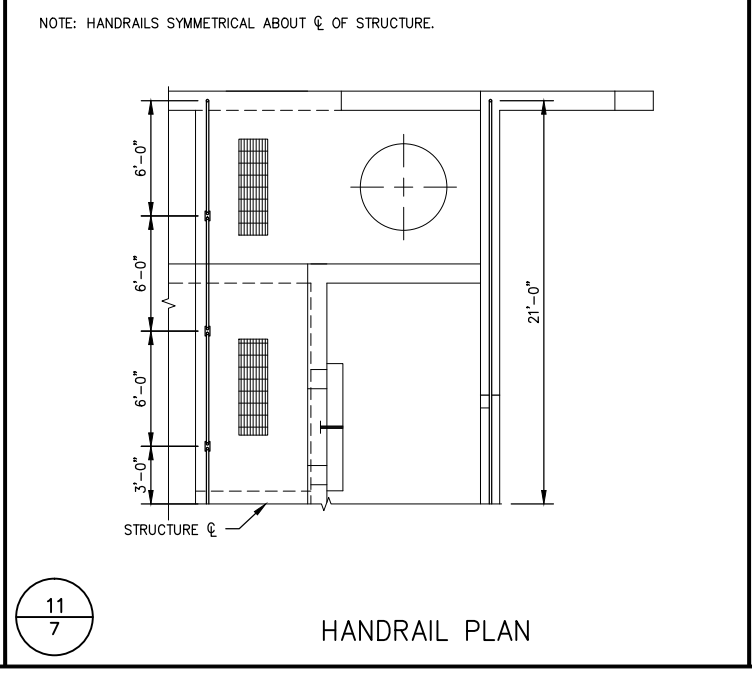 NOTE: HANDRAILS SYMMETRICAL ABOUT ℄ OF STRUCTURE.
6'-0"
6'-0"
21'-0"
6'-0"
3'-0"
STRUCTURE ℄
11
7
HANDRAIL PLAN